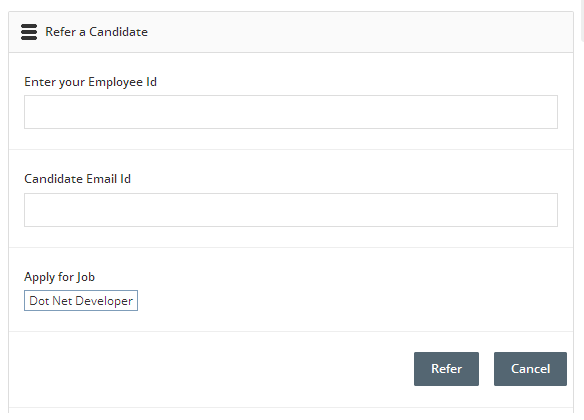 Refer a Candidate
Enter your Employee Id
Candidate Email Id
Apply for Job
Dot Net Developer
Refer Cancel